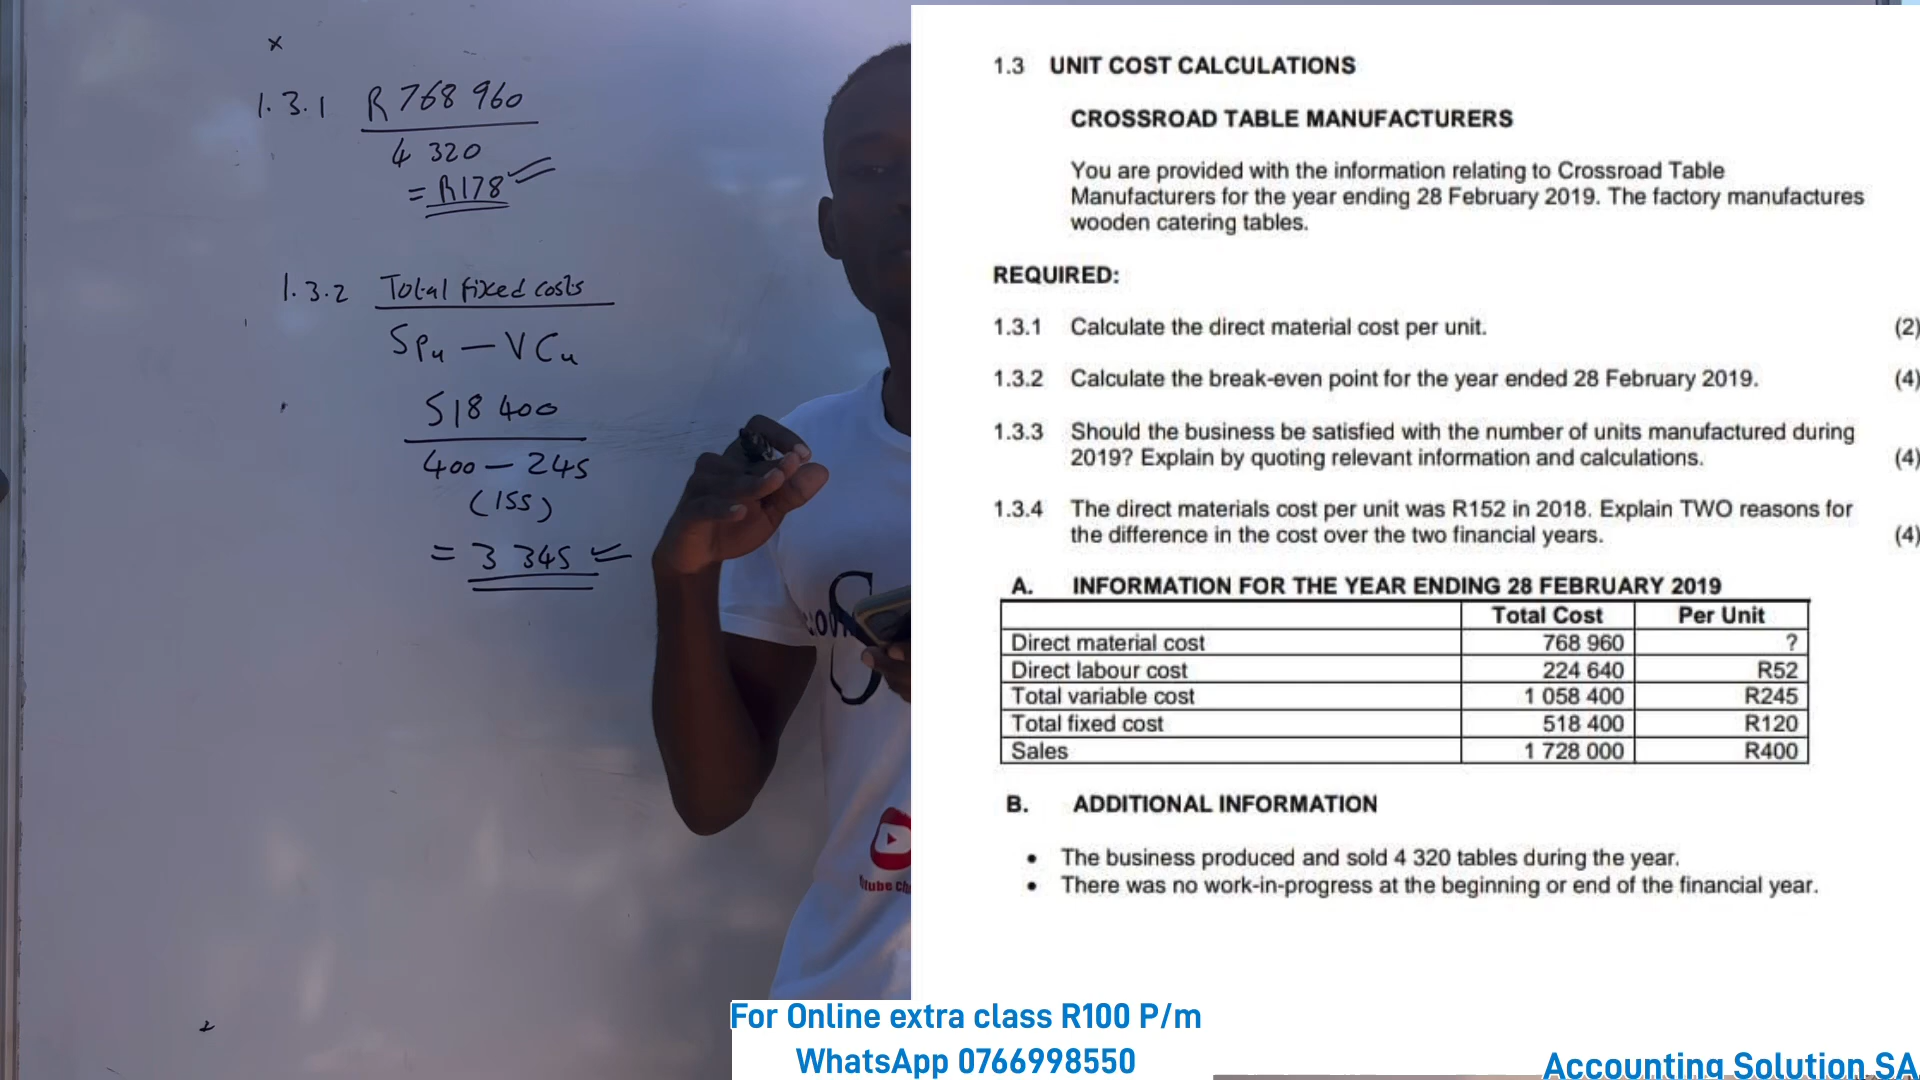 x
1.3.1 R 768 960
4 320
= R178
1.3.2 Total fixed costs
SPu – VCu
518 400
400 – 245
(155)
= 3 345
1.3 UNIT COST CALCULATIONS
CROSSROAD TABLE MANUFACTURERS
You are provided with the information relating to Crossroad Table
Manufacturers for the year ending 28 February 2019. The factory manufactures
wooden catering tables.
REQUIRED:
1.3.1 Calculate the direct material cost per unit. (2)
1.3.2 Calculate the break-even point for the year ended 28 February 2019. (4)
1.3.3 Should the business be satisfied with the number of units manufactured during
2019? Explain by quoting relevant information and calculations. (4)
1.3.4 The direct materials cost per unit was R152 in 2018. Explain TWO reasons for
the difference in the cost over the two financial years. (4)
A. INFORMATION FOR THE YEAR ENDING 28 FEBRUARY 2019
Total Cost Per Unit
Direct material cost 768 960 ?
Direct labour cost 224 640 R52
Total variable cost 1 058 400 R245
Total fixed cost 518 400 R120
Sales 1 728 000 R400
B. ADDITIONAL INFORMATION
• The business produced and sold 4 320 tables during the year.
• There was no work-in-progress at the beginning or end of the financial year.
For Online extra class R100 P/m
WhatsApp 0766998550
Accounting Solution SA